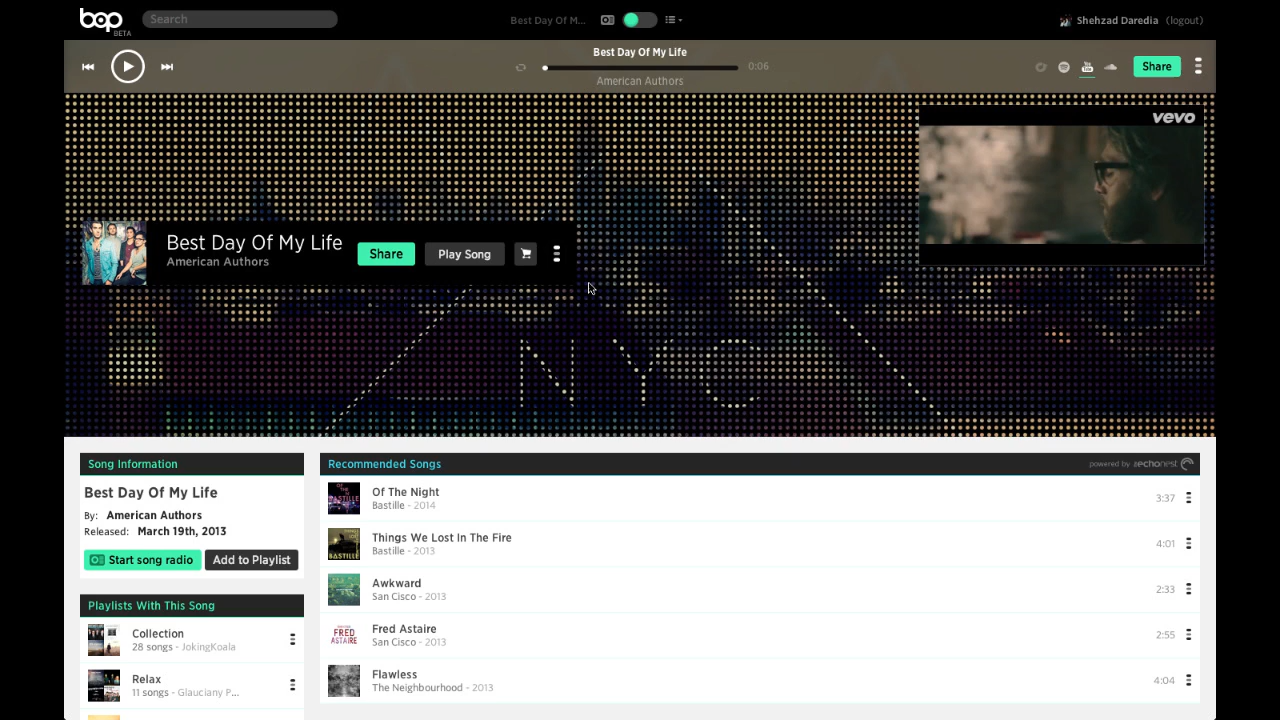 bop
BETA
Search
Best Day Of M...
Shehzad Daredia (logout)
Best Day Of My Life
0:06
American Authors
You
Share
vevo
Best Day Of My Life
American Authors
Share
Play Song
NYC
Song Information
Best Day Of My Life
By: American Authors
Released: March 19th, 2013
Start song radio
Add to Playlist
Playlists With This Song
Collection
28 songs - JokingKoala
Relax
11 songs - Glauciany P...
Recommended Songs
powered by the echonest
Of The Night
Bastille - 2014
3:37
Things We Lost In The Fire
Bastille - 2013
4:01
BASTILLE
Awkward
San Cisco - 2013
2:33
FRED
ASTAIRE
Fred Astaire
San Cisco - 2013
2:55
Flawless
The Neighbourhood - 2013
4:04